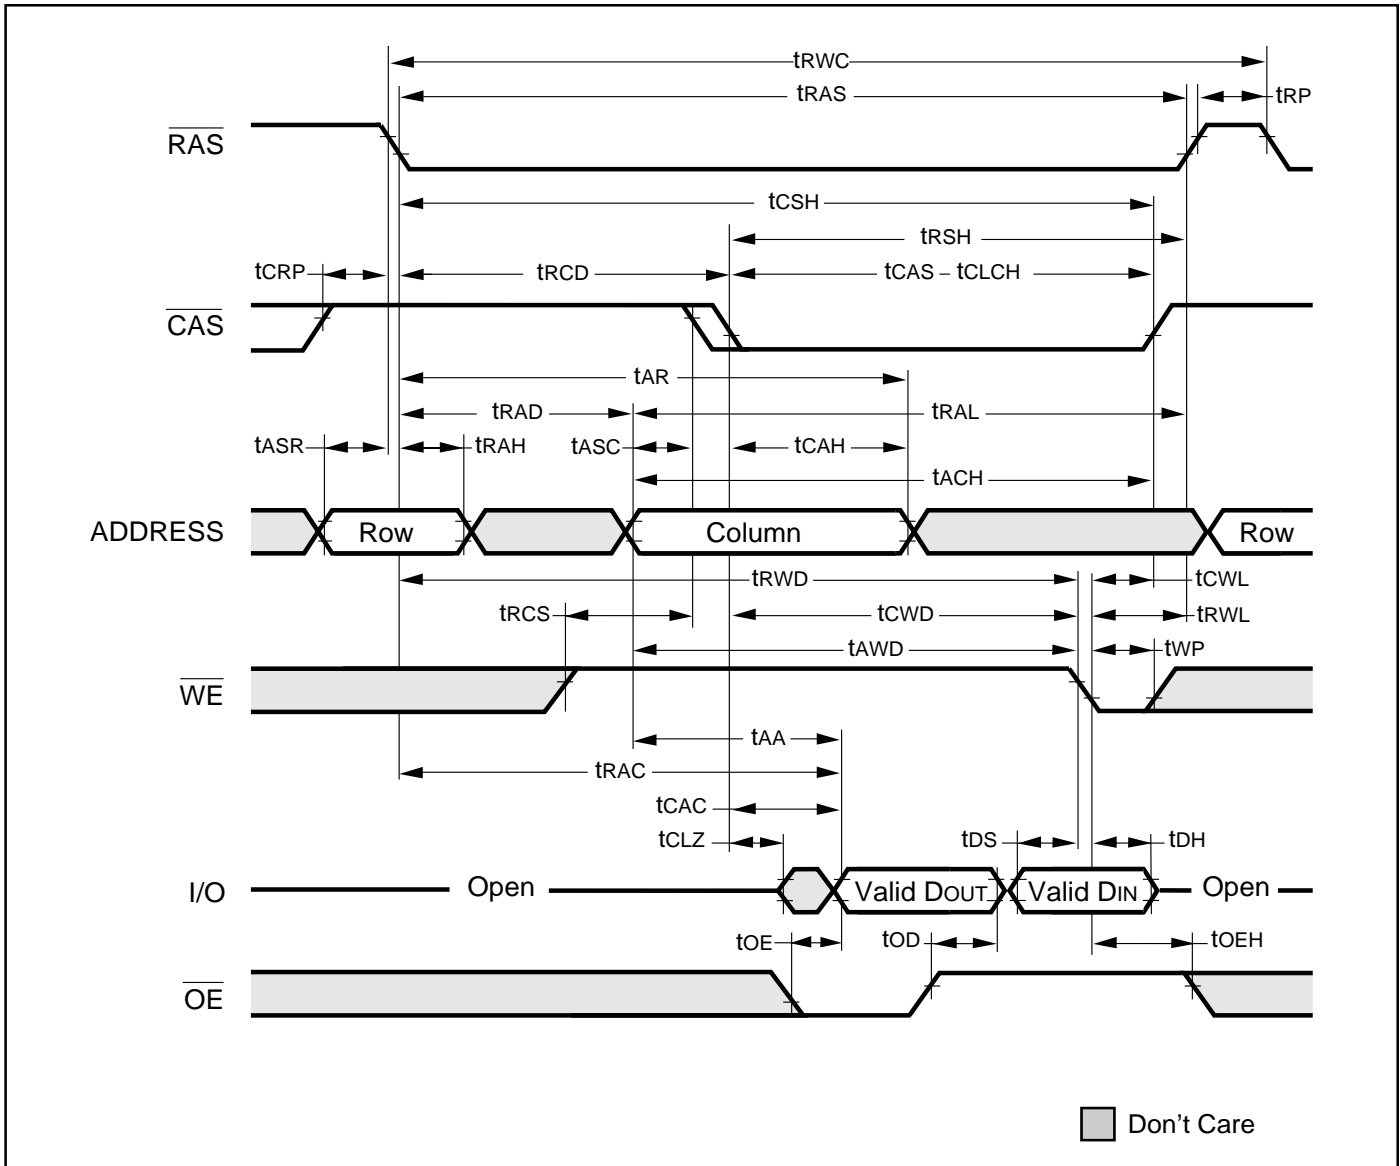 tRWC
tRAS
tRP
RAS
tCSH
tRSH
tCRP
tRCD
tCAS – tCLCH
CAS
tAR
tRAD
tRAL
tASR
tRAH
tASC
tCAH
tACH
ADDRESS
Row
Column
Row
tRWD
tCWL
tRCS
tCWD
tRWL
tAWD
tWP
WE
tAA
tRAC
tCAC
tCLZ
tDS
tDH
I/O
Open
Valid DOUT
Valid DIN
Open
tOE
tOD
tOEH
OE
Don't Care